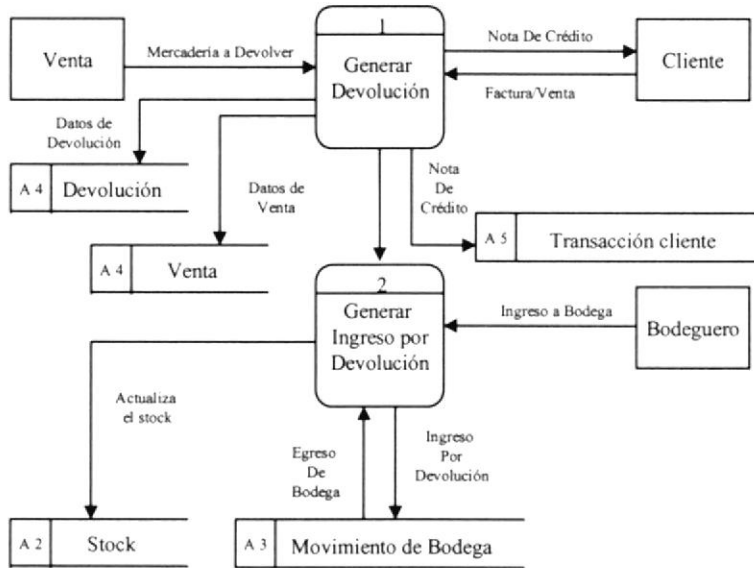 1
Venta
Mercadería a Devolver
Generar
Devolución
Nota De Crédito
Cliente
Factura/Venta
Datos de
Devolución
A 4 Devolución
Datos de
Venta
Nota
De
Crédito
A 4 Venta
A 5 Transacción cliente
2
Generar
Ingreso por
Devolución
Ingreso a Bodega
Bodeguero
Actualiza
el stock
Egreso
De
Bodega
Ingreso
Por
Devolución
A 2 Stock
A 3 Movimiento de Bodega